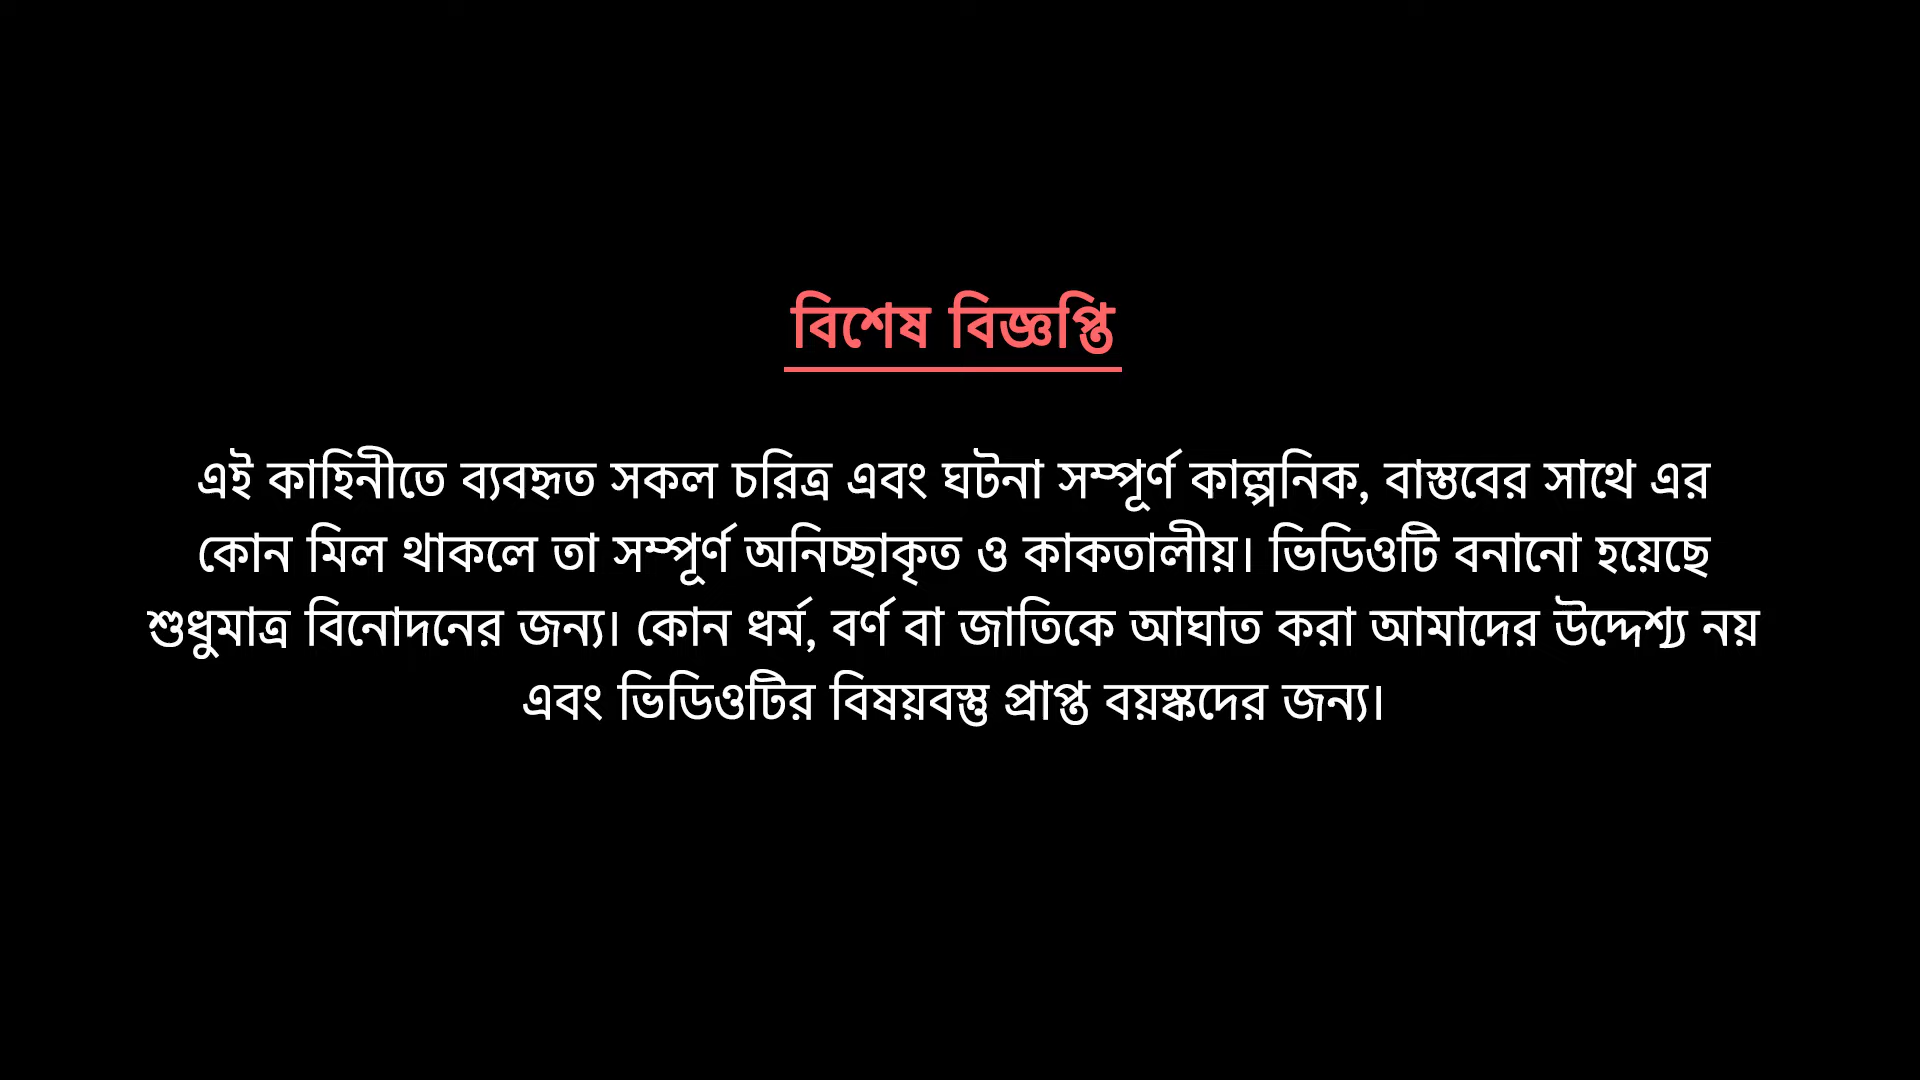 বিশেষ বিজ্ঞপ্তি
এই কাহিনীতে ব্যবহৃত সকল চরিত্র এবং ঘটনা সম্পূর্ণ কাল্পনিক, বাস্তবের সাথে এর
কোন মিল থাকলে তা সম্পূর্ণ অনিচ্ছাকৃত ও কাকতালীয়। ভিডিওটি বনানো হয়েছে
শুধুমাত্র বিনোদনের জন্য। কোন ধর্ম, বর্ণ বা জাতিকে আঘাত করা আমাদের উদ্দেশ্য নয়
এবং ভিডিওটির বিষয়বস্তু প্রাপ্ত বয়স্কদের জন্য।